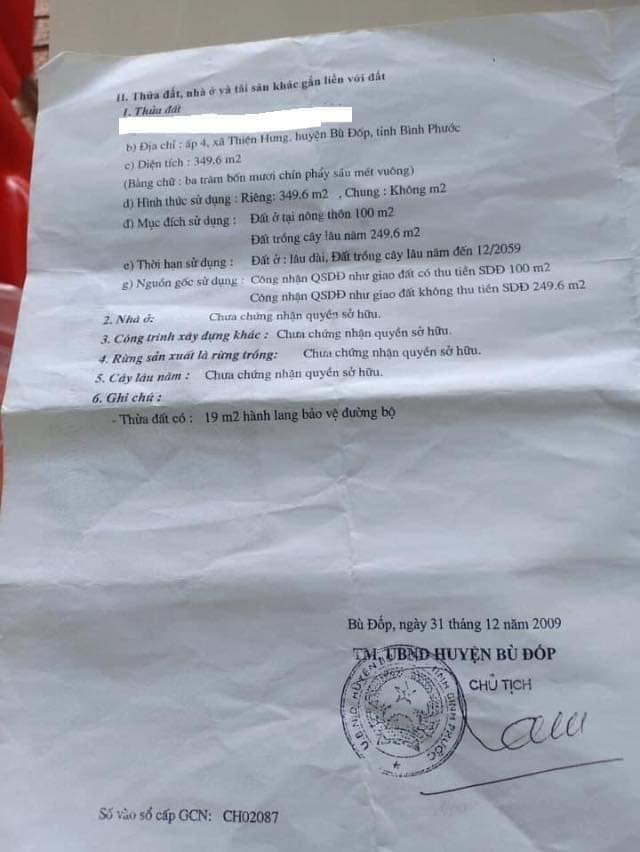 II. Thửa đất, nhà ở và tài sản khác gắn liền với đất
1. Thửa đất
b) Địa chỉ : ấp 4, xã Thiện Hưng, huyện Bù Đốp, tỉnh Bình Phước
c) Diện tích : 349.6 m2
(Bằng chữ : ba trăm bốn mươi chín phẩy sáu mét vuông)
d) Hình thức sử dụng : Riêng: 349.6 m2 , Chung : Không m2
đ) Mục đích sử dụng : Đất ở tại nông thôn 100 m2
Đất trồng cây lâu năm 249.6 m2
e) Thời hạn sử dụng : Đất ở : lâu dài, Đất trồng cây lâu năm đến 12/2059
g) Nguồn gốc sử dụng : Công nhận QSDĐ như giao đất có thu tiền SDĐ 100 m2
Công nhận QSDĐ như giao đất không thu tiền SDĐ 249.6 m2
2. Nhà ở: Chưa chứng nhận quyền sở hữu.
3. Công trình xây dựng khác : Chưa chứng nhận quyền sở hữu.
4. Rừng sản xuất là rừng trồng: Chưa chứng nhận quyền sở hữu.
5. Cây lâu năm : Chưa chứng nhận quyền sở hữu.
6. Ghi chú :
- Thửa đất có : 19 m2 hành lang bảo vệ đường bộ
Bù Đốp, ngày 31 tháng 12 năm 2009
TM, UBND HUYỆN BÙ ĐỐP
CHỦ TỊCH
U.B.N.D HUYỆN TỈNH BÌNH PHƯỚC
Số vào sổ cấp GCN: CH02087